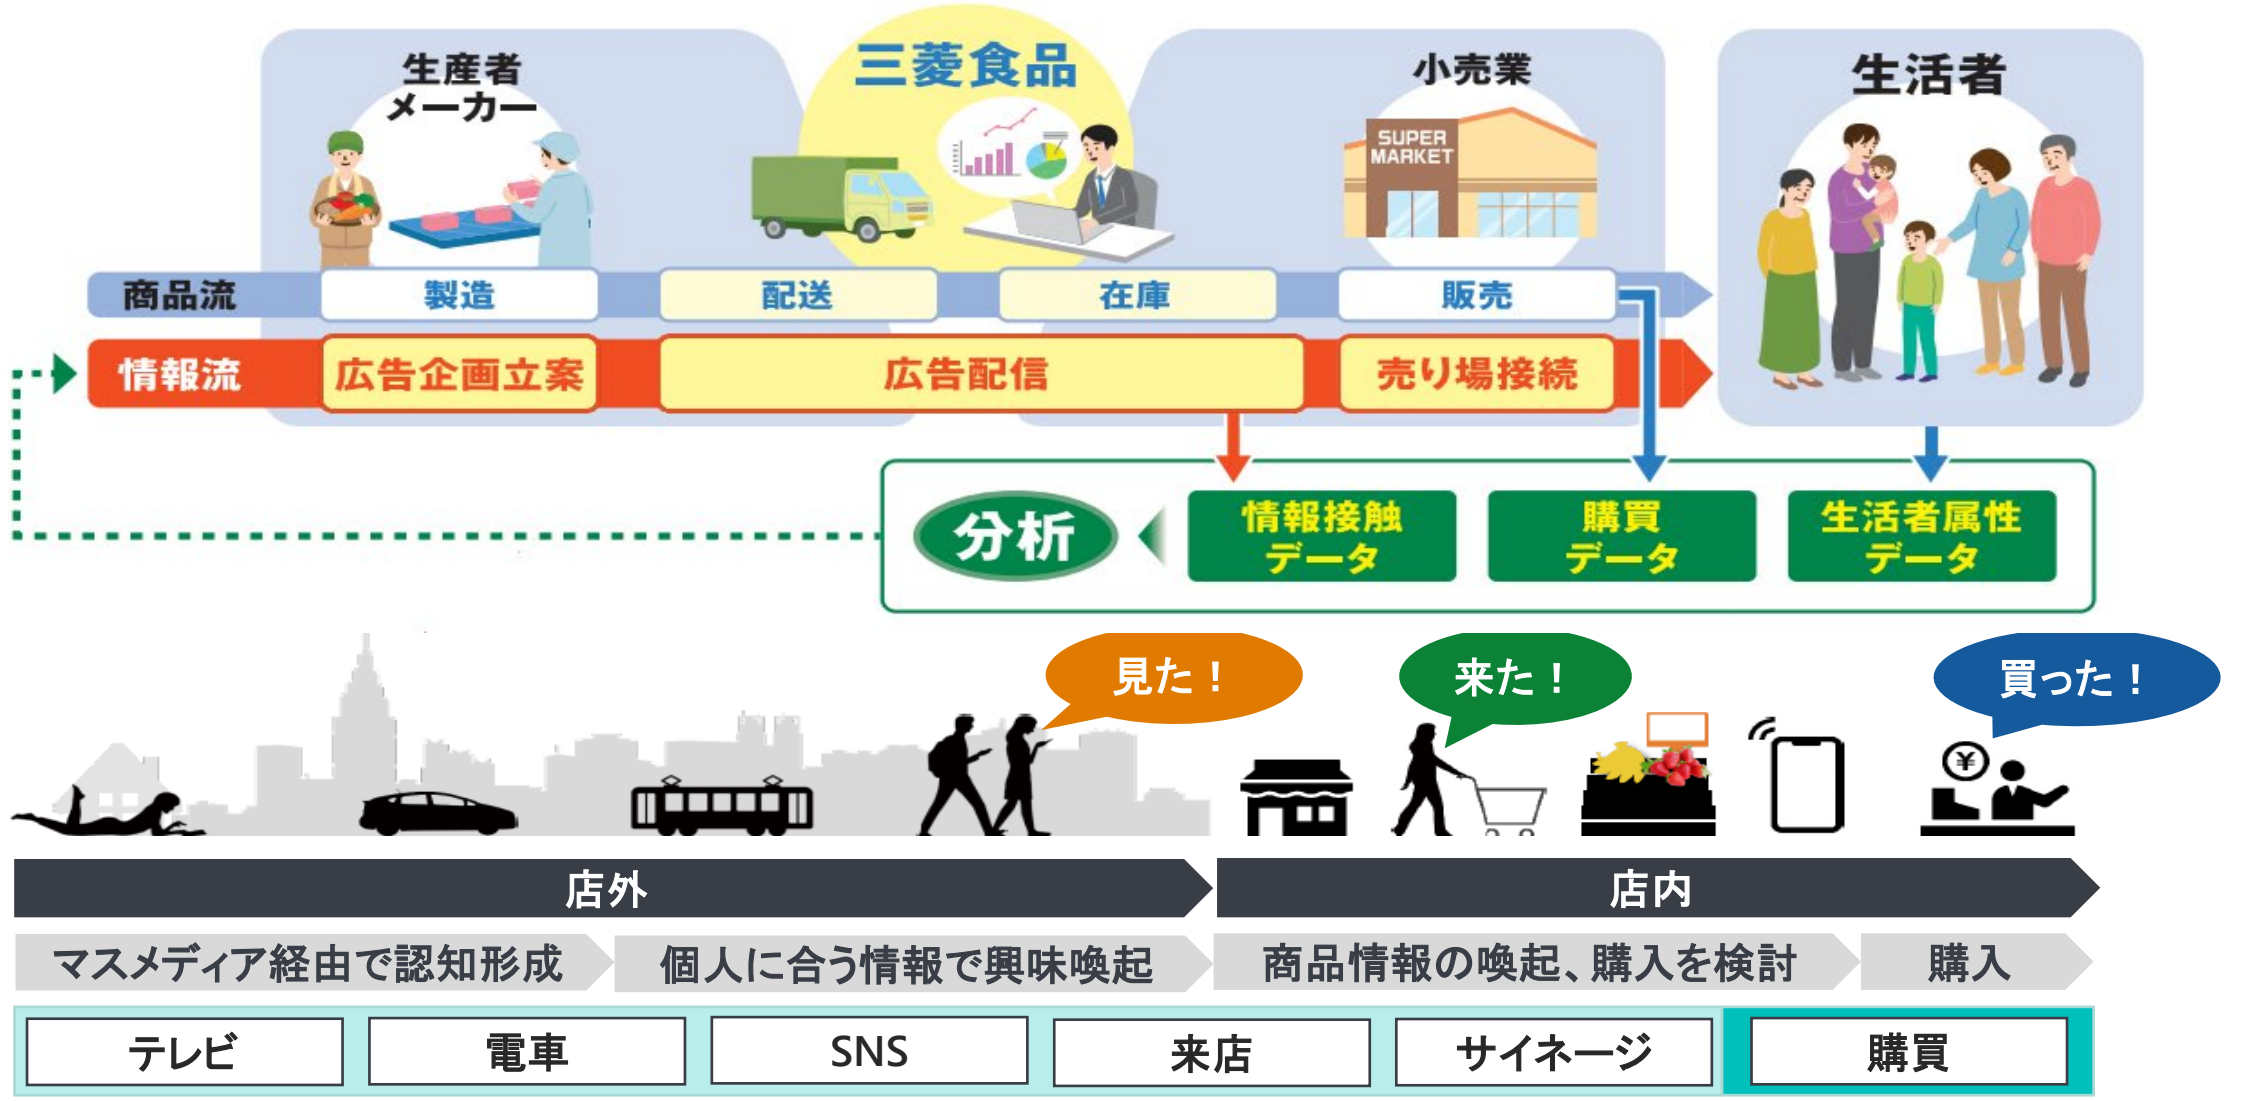 生産者
メーカー
三菱食品
小売業
生活者
SUPER
MARKET
商品流
製造
配送
在庫
販売
情報流
広告企画立案
広告配信
売り場接続
分析
情報接触
データ
購買
データ
生活者属性
データ
見た！
来た！
買った！
¥
店外
店内
マスメディア経由で認知形成
個人に合う情報で興味喚起
商品情報の喚起、購入を検討
購入
テレビ
電車
SNS
来店
サイネージ
購買